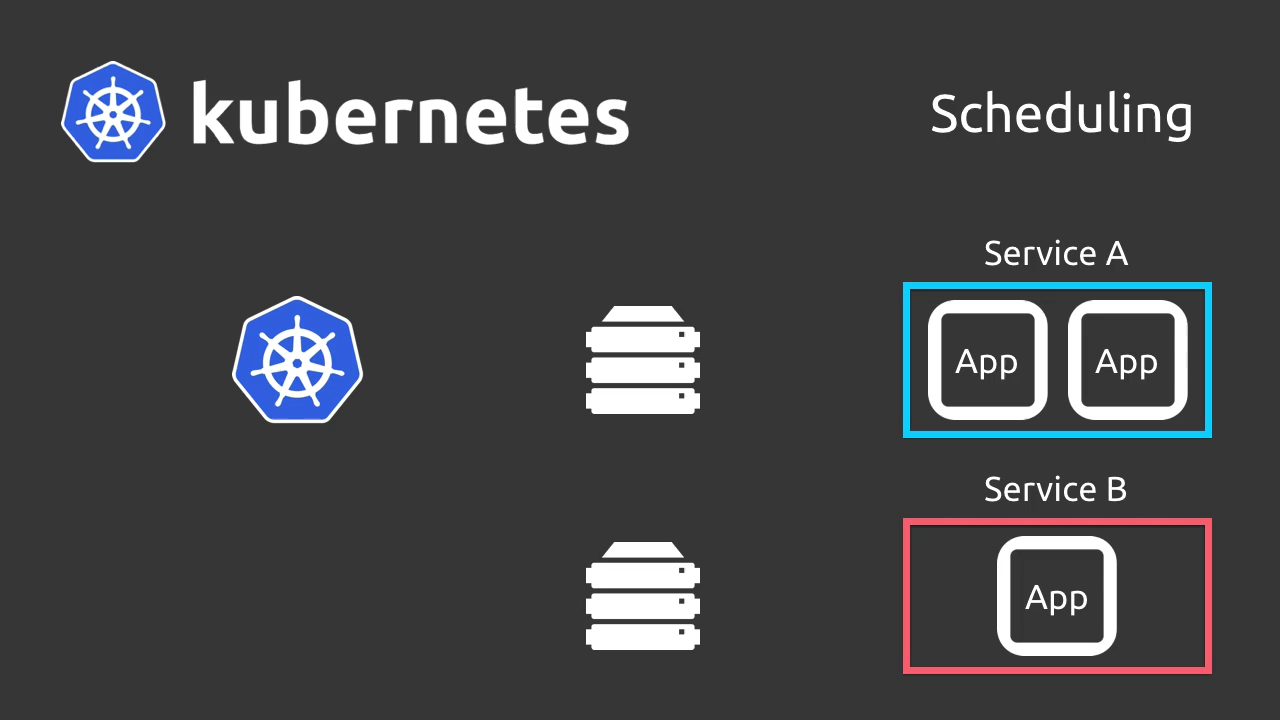 kubernetes
Scheduling
Service A
App
App
Service B
App